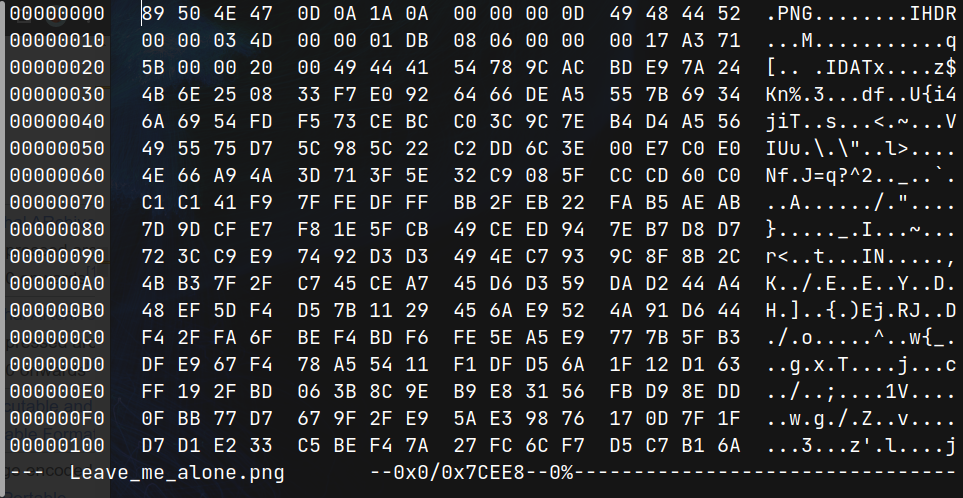 00000000 89 50 4E 47 0D 0A 1A 0A 00 00 00 0D 49 48 44 52 .PNG........IHDR
00000010 00 00 03 4D 00 00 01 DB 08 06 00 00 00 17 A3 71 ...M...........q
00000020 5B 00 00 20 00 49 44 41 54 78 9C AC BD E9 7A 24 [.. .IDATx....z$
00000030 4B 6E 25 08 33 F7 E0 92 64 66 DE A5 55 7B 69 34 Kn%.3...df..U{i4
00000040 6A 69 54 FD F5 73 CE BC C0 3C 9C 7E B4 D4 A5 56 jiT..s...<.~...V
00000050 49 55 75 D7 5C 98 5C 22 C2 DD 6C 3E 00 E7 C0 E0 IUu.\.\"..l>....
00000060 4E 66 A9 4A 3D 71 3F 5E 32 C9 08 5F CC CD 60 C0 Nf.J=q?^2.._..`.
00000070 C1 C1 41 F9 7F FE DF FF BB 2F EB 22 FA B5 AE AB ..A....../."....
00000080 7D 9D CF E7 F8 1E 5F CB 49 CE ED 94 7E B7 D8 D7 }....._.I...~...
00000090 72 3C C9 E9 74 92 D3 D3 49 4E C7 93 9C 8F 8B 2C r<..t...IN.....,
000000A0 4B B3 7F 2F C7 45 CE A7 45 D6 D3 59 DA D2 44 A4 K../.E..E..Y..D.
000000B0 48 EF 5D F4 D5 7B 11 29 45 6A E9 52 4A 91 D6 44 H.]..{.)Ej.RJ..D
000000C0 F4 2F FA 6F BE F4 BD F6 FE 5E A5 E9 77 7B 5F B3 ./.o.....^..w{_.
000000D0 DF E9 67 F4 78 A5 54 11 F1 DF D5 6A 1F 12 D1 63 ..g.x.T....j...c
000000E0 FF 19 2F BD 06 3B 8C 9E B9 E8 31 56 FB D9 8E DD ../..;....1V....
000000F0 0F BB 77 D7 67 9F 2F E9 5A E3 98 76 17 0D 7F 1F ..w.g./.Z..v....
00000100 D7 D1 E2 33 C5 BE F4 7A 27 FC 6C F7 D5 C7 B1 6A ...3...z'.l....j
---  Leave_me_alone.png       --0x0/0x7CEE8--0%--------------------------------